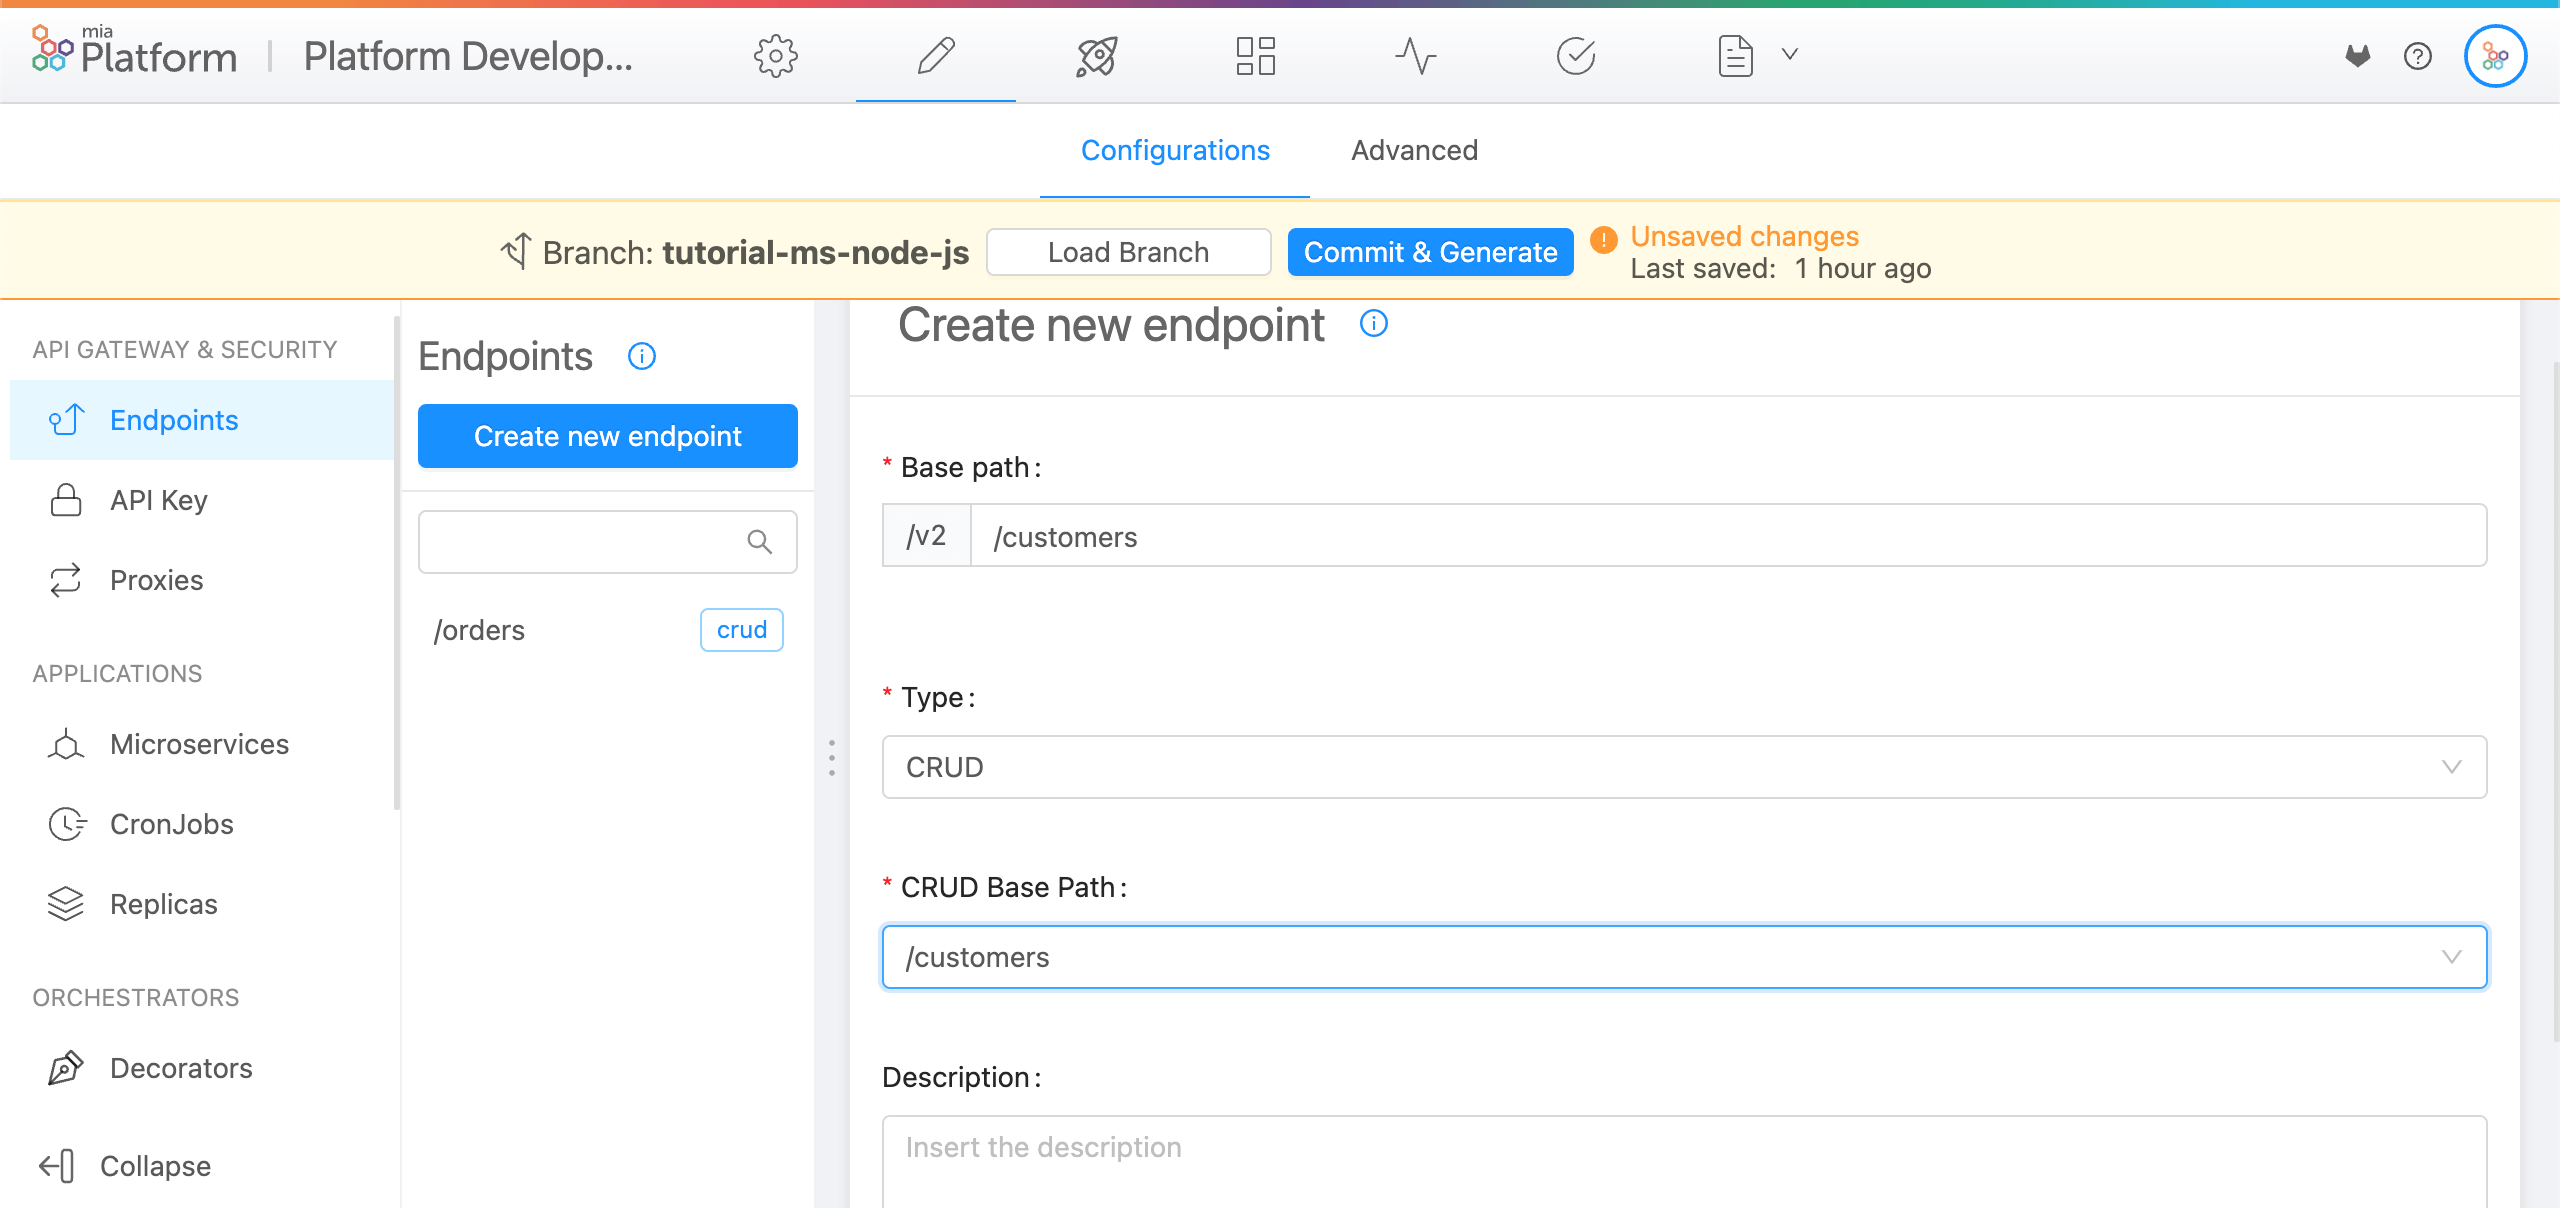 mia
Platform
Platform Develop...
Configurations
Advanced
Branch: tutorial-ms-node-js
Load Branch
Commit & Generate
Unsaved changes
Last saved: 1 hour ago
API GATEWAY & SECURITY
Endpoints
API Key
Proxies
APPLICATIONS
Microservices
CronJobs
Replicas
ORCHESTRATORS
Decorators
Collapse
Endpoints
Create new endpoint
/orders
crud
Create new endpoint
* Base path:
/v2
/customers
* Type:
CRUD
* CRUD Base Path:
/customers
Description:
Insert the description